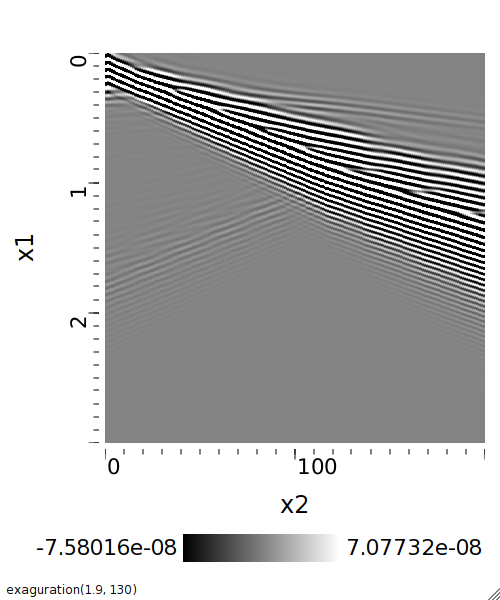 0
1
2
x1
0 100
x2
-7.58016e-08 7.07732e-08
exaguration(1.9, 130)